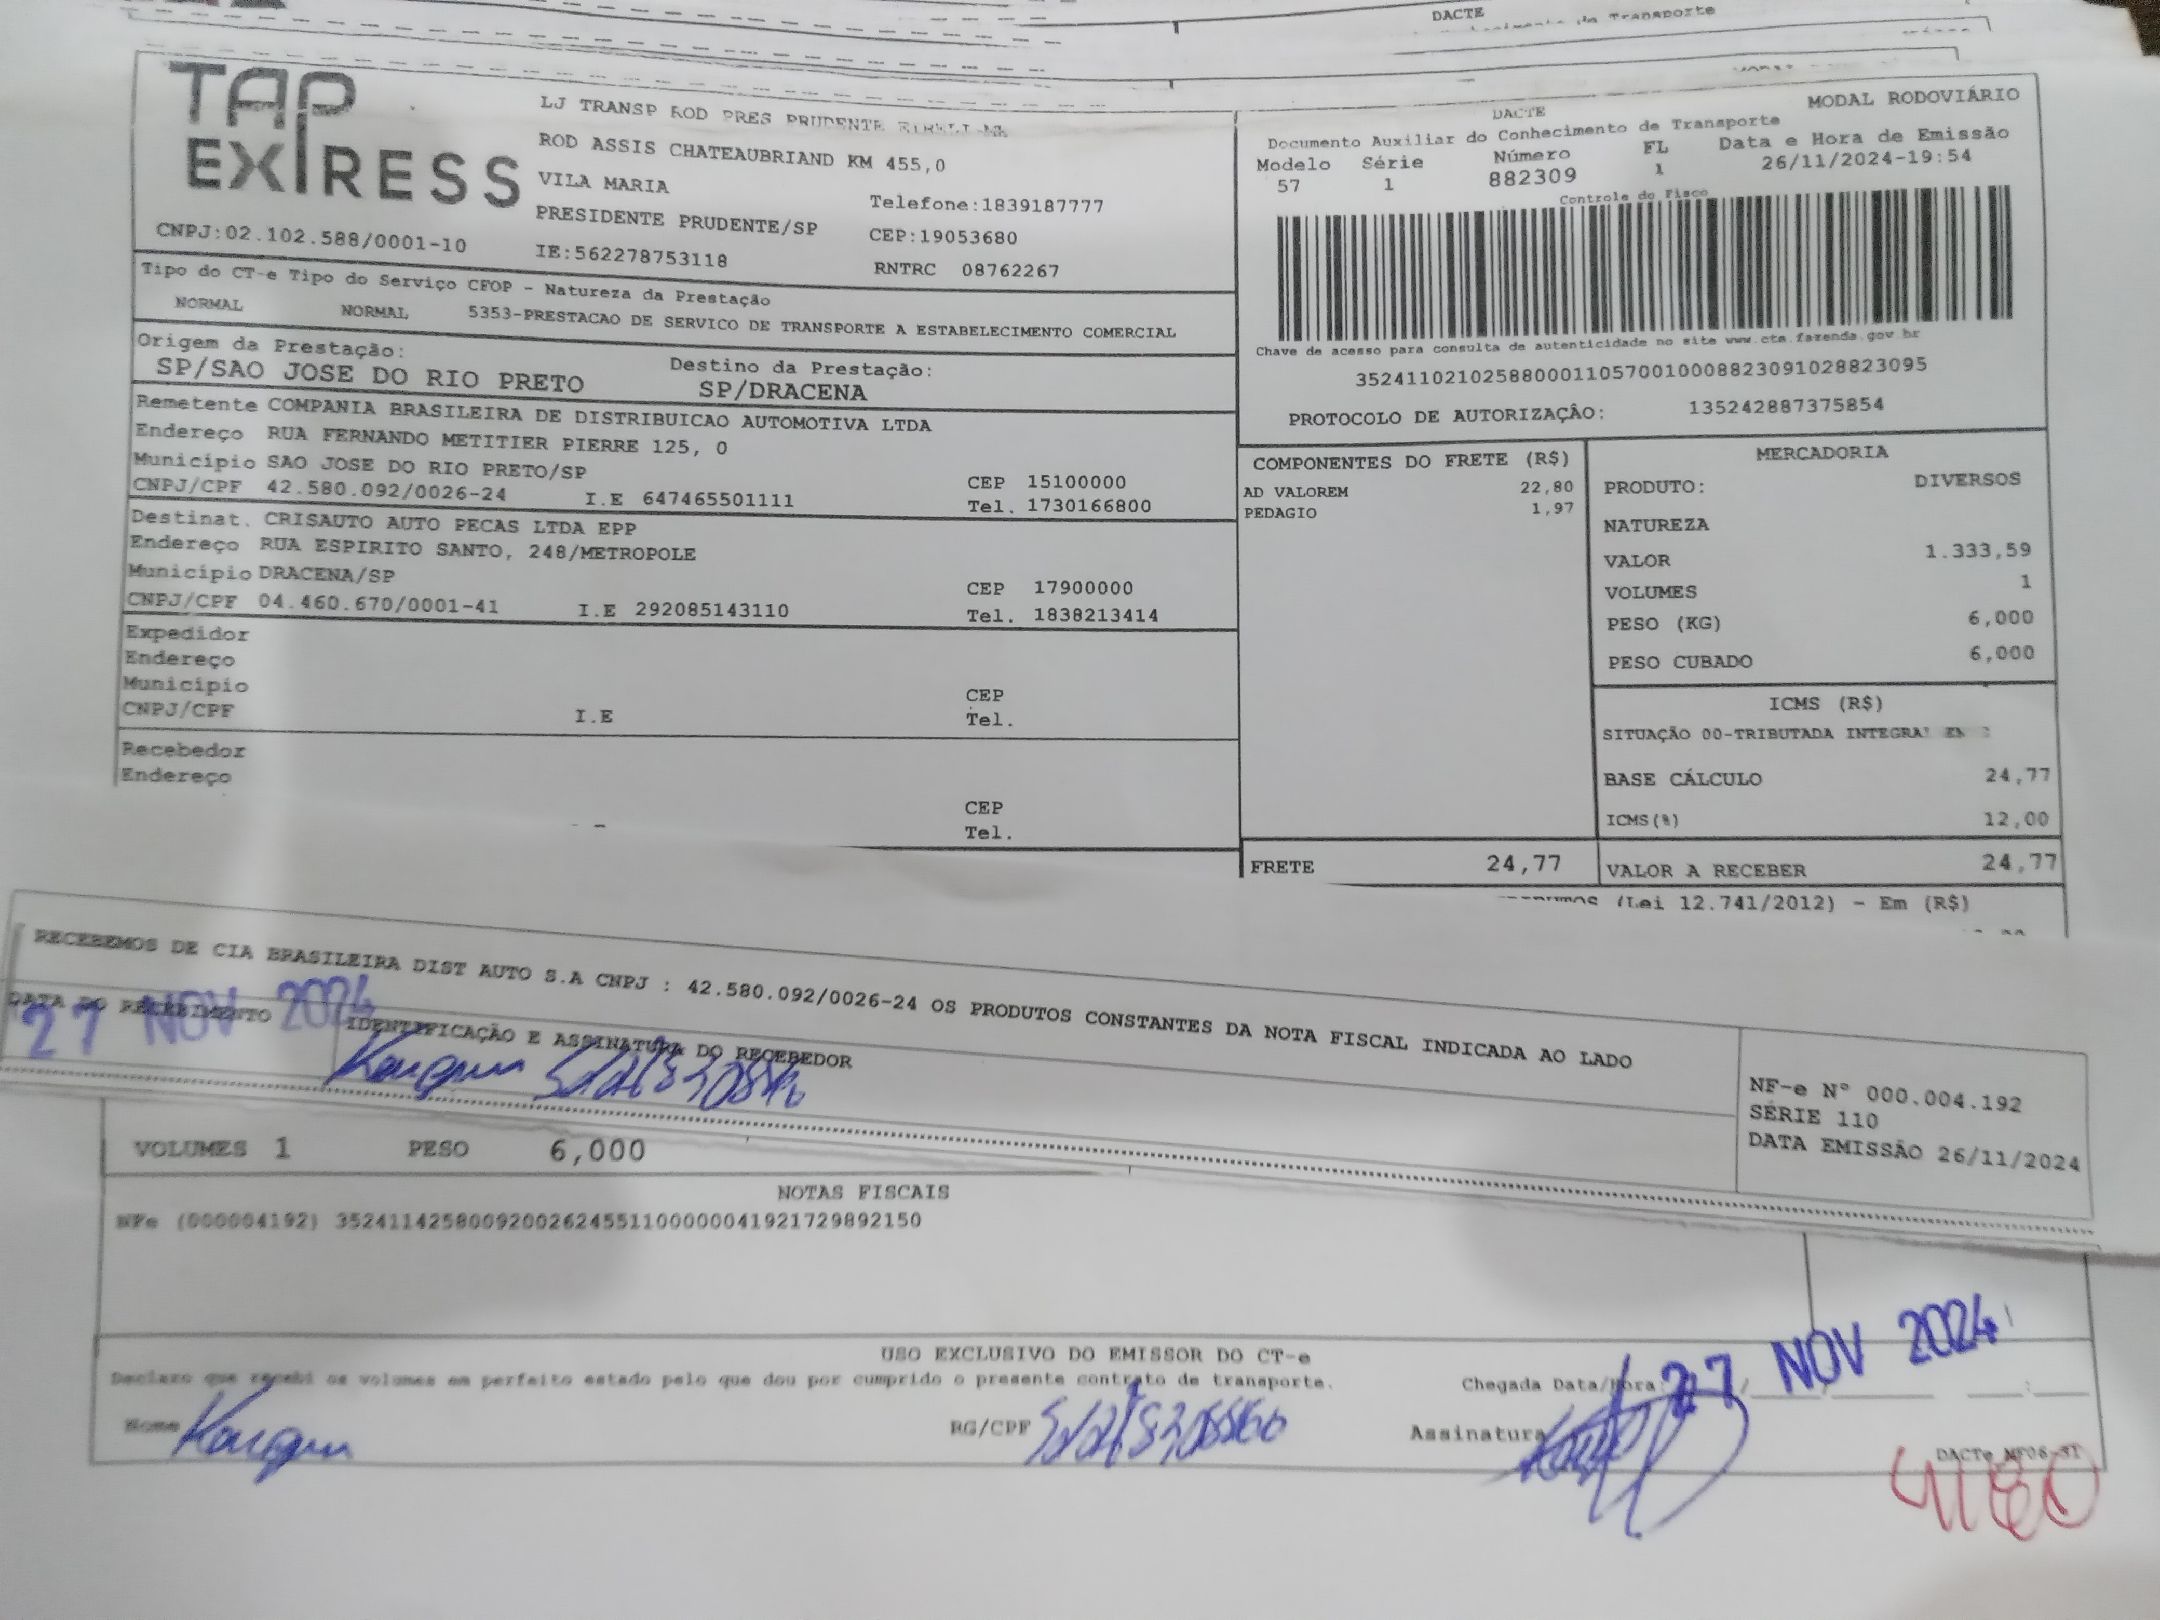 DACTE
TAP
EXPRESS
LJ TRANSP ROD PRES PRUDENTE EIRELI-ME
ROD ASSIS CHATEAUBRIAND KM 455,0
VILA MARIA
Telefone:1839187777
PRESIDENTE PRUDENTE/SP
CEP:19053680
CNPJ:02.102.588/0001-10
IE:562278753118
RNTRC 08762267
DACTE
MODAL RODOVIÁRIO
Documento Auxiliar do Conhecimento de Transporte
Modelo Série Número FL Data e Hora de Emissão
57 1 882309 1 26/11/2024-19:54
Controle do Fisco
Chave de acesso para consulta de autenticidade no site www.cte.fazenda.gov.br
35241102102588000110570010008823091028823095
PROTOCOLO DE AUTORIZAÇÃO: 135242887375854
Tipo do CT-e Tipo do Serviço CFOP - Natureza da Prestação
NORMAL NORMAL 5353-PRESTACAO DE SERVICO DE TRANSPORTE A ESTABELECIMENTO COMERCIAL
Origem da Prestação: Destino da Prestação:
SP/SAO JOSE DO RIO PRETO SP/DRACENA
Remetente COMPANIA BRASILEIRA DE DISTRIBUICAO AUTOMOTIVA LTDA
Endereço RUA FERNANDO METITIER PIERRE 125, 0
Município SAO JOSE DO RIO PRETO/SP CEP 15100000
CNPJ/CPF 42.580.092/0026-24 I.E 647465501111 Tel. 1730166800
Destinat. CRISAUTO AUTO PECAS LTDA EPP
Endereço RUA ESPIRITO SANTO, 248/METROPOLE
Município DRACENA/SP CEP 17900000
CNPJ/CPF 04.460.670/0001-41 I.E 292085143110 Tel. 1838213414
Expedidor
Endereço
Município CEP
CNPJ/CPF I.E Tel.
Recebedor
Endereço
CEP
Tel.
COMPONENTES DO FRETE (R$)
AD VALOREM 22,80
PEDAGIO 1,97
FRETE 24,77
MERCADORIA
PRODUTO: DIVERSOS
NATUREZA
VALOR 1.333,59
VOLUMES 1
PESO (KG) 6,000
PESO CUBADO 6,000
ICMS (R$)
SITUAÇÃO 00-TRIBUTADA
BASE CÁLCULO 24,77
ICMS(%) 12,00
VALOR A RECEBER 24,77
(Lei 12.741/2012) - Em (R$)
RECEBEMOS DE CIA BRASILEIRA DIST AUTO S.A CNPJ : 42.580.092/0026-24 OS PRODUTOS CONSTANTES DA NOTA FISCAL INDICADA AO LADO
DATA DO RECEBIMENTO IDENTIFICAÇÃO E ASSINATURA DO RECEBEDOR
27 NOV 2024
NF-e N° 000.004.192
SÉRIE 110
DATA EMISSÃO 26/11/2024
VOLUMES 1 PESO 6,000
NOTAS FISCAIS
NFe (000004192) 35241142580092002624551100000041921729892150
USO EXCLUSIVO DO EMISSOR DO CT-e
Declaro que recebi os volumes em perfeito estado pelo que dou por cumprido o presente contrato de transporte.
Chegada Data/Hora: 27 NOV 2024
Nome RG/CPF Assinatura
DACTe_MF06-31